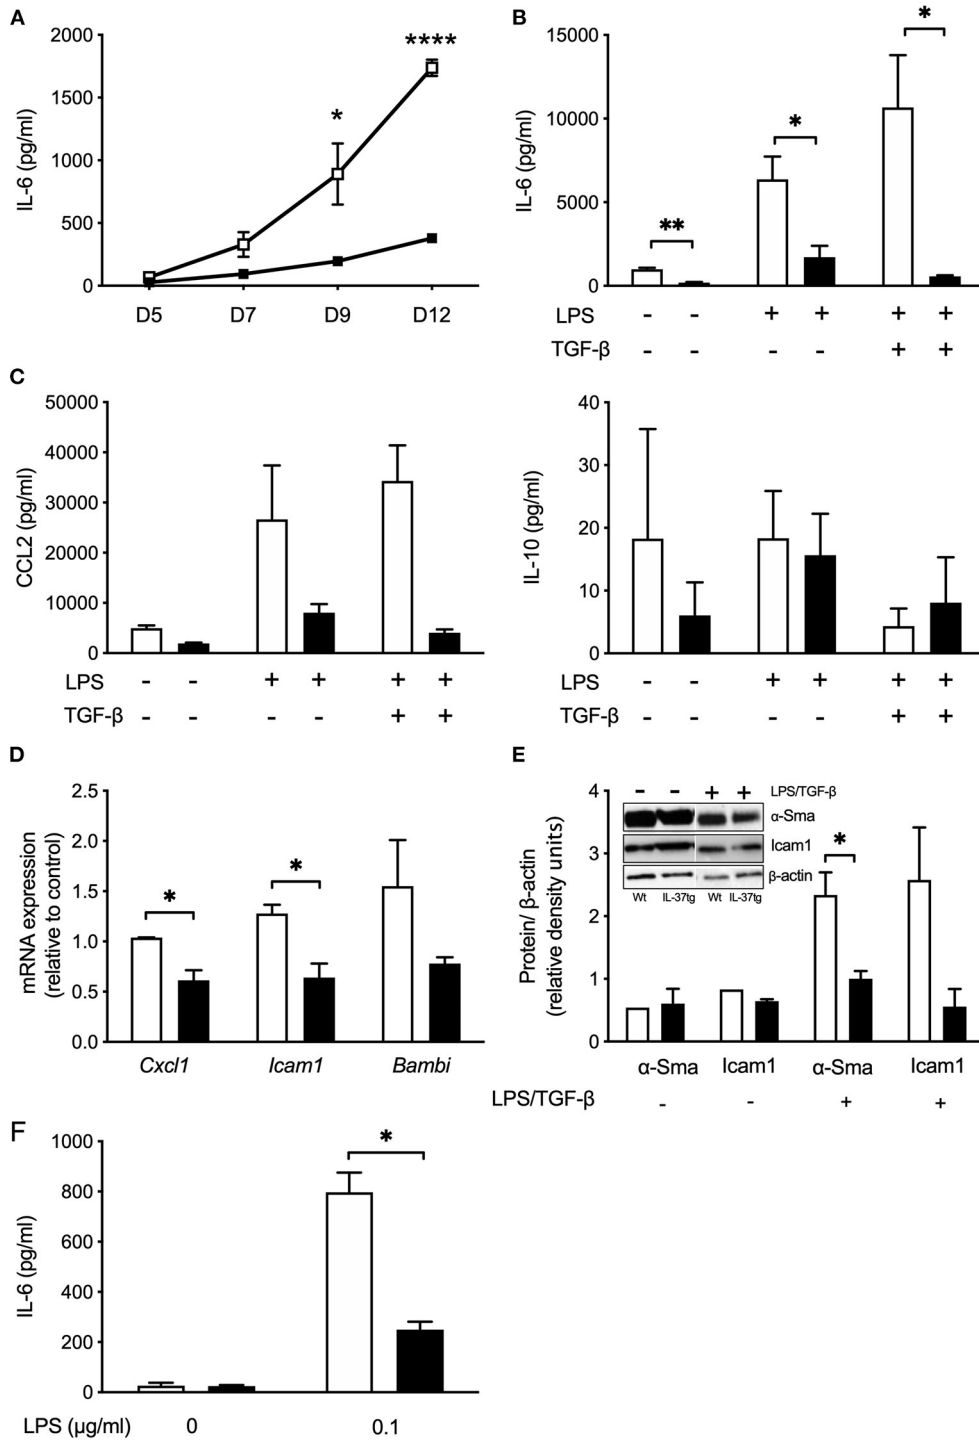 A
IL-6 (pg/ml)
2000
1500
1000
500
0
*
****
D5 D7 D9 D12
B
IL-6 (pg/ml)
15000
10000
5000
0
**
*
*
LPS - - + + + +
TGF-β - - - - + +
C
CCL2 (pg/ml)
50000
40000
30000
20000
10000
0
LPS - - + + + +
TGF-β - - - - + +
IL-10 (pg/ml)
40
30
20
10
0
LPS - - + + + +
TGF-β - - - - + +
D
mRNA expression
(relative to control)
2.5
2.0
1.5
1.0
0.5
0.0
*
*
Cxcl1 Icam1 Bambi
E
Protein/ β-actin
(relative density units)
4
3
2
1
0
- - + + LPS/TGF-β
α-Sma
Icam1
β-actin
Wt IL-37tg Wt IL-37tg
*
α-Sma Icam1 α-Sma Icam1
LPS/TGF-β - - + +
F
IL-6 (pg/ml)
1000
800
600
400
200
0
*
LPS (µg/ml) 0 0.1